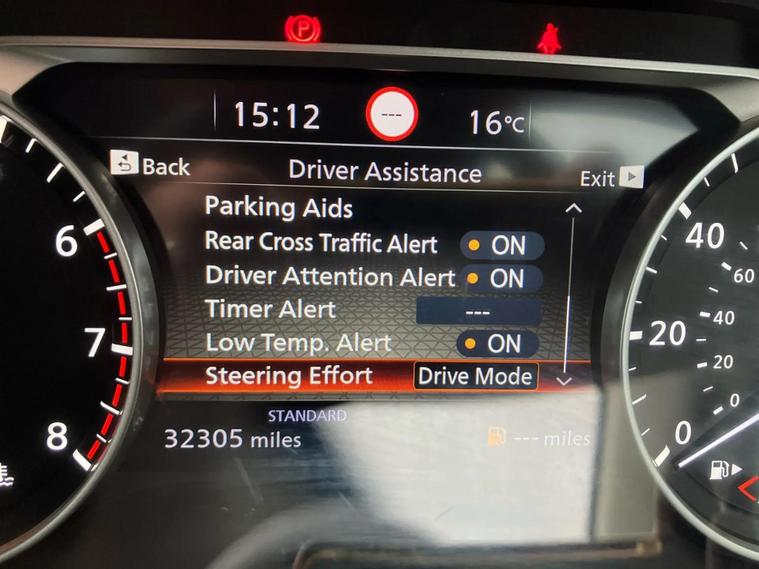 P
15:12
---
16°C
Back
Driver Assistance
Exit
Parking Aids
Rear Cross Traffic Alert ON
Driver Attention Alert ON
Timer Alert ---
Low Temp. Alert ON
Steering Effort Drive Mode
STANDARD
32305 miles
--- miles
6
7
8
40
20
0
60
40
20
0